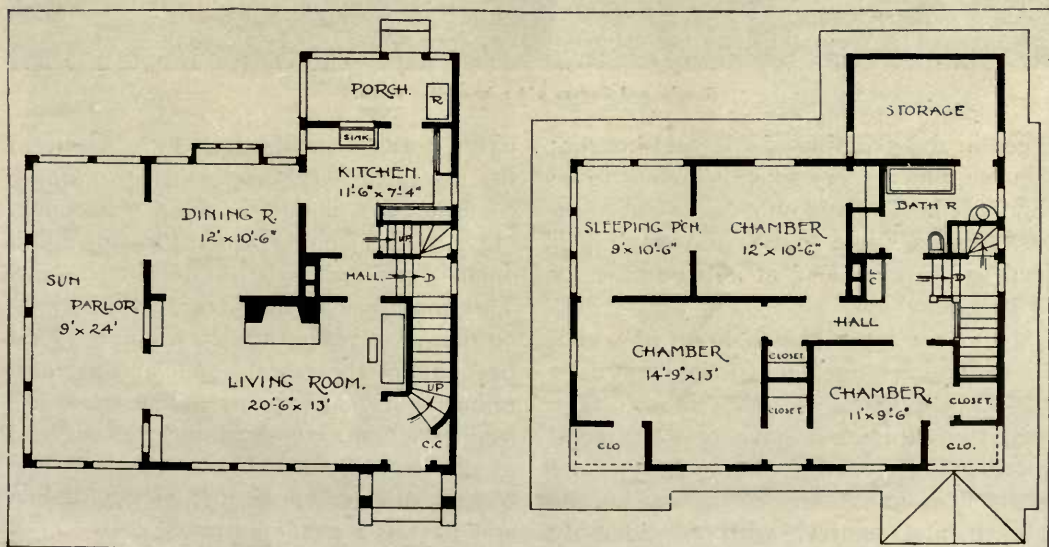 PORCH.
R
SINK
KITCHEN.
11'-6" x 7'-4"
DINING R.
12' x 10'-6"
UP
HALL.
D
SUN
PARLOR
9' x 24'
LIVING ROOM.
20'-6" x 13'
UP
C.C
STORAGE
BATH R
SLEEPING P'CH.
9' x 10'-6"
CHAMBER
12' x 10'-6"
L
C
D
D
HALL
CHAMBER
14'-9" x 13'
CLOSET
CLOSET
CHAMBER.
11' x 9'-6"
CLOSET.
CLO
CLO.